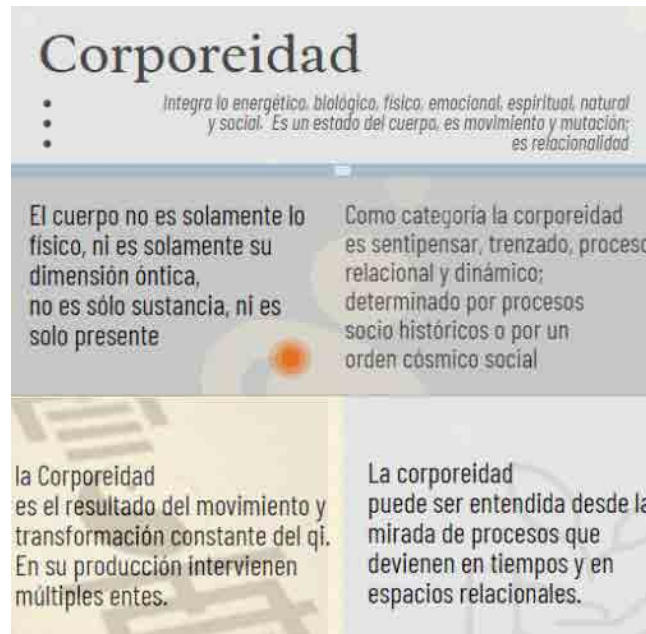 Corporeidad
Integra lo energético, biológico, físico, emocional, espiritual, natural
y social. Es un estado del cuerpo, es movimiento y mutación;
es relacionalidad
El cuerpo no es solamente lo
físico, ni es solamente su
dimensión óntica,
no es sólo sustancia, ni es
solo presente
Como categoría la corporeidad
es sentipensar, trenzado, proceso
relacional y dinámico;
determinado por procesos
socio históricos o por un
orden cósmico social
la Corporeidad
es el resultado del movimiento y
transformación constante del qi.
En su producción intervienen
múltiples entes.
La corporeidad
puede ser entendida desde la
mirada de procesos que
devienen en tiempos y en
espacios relacionales.